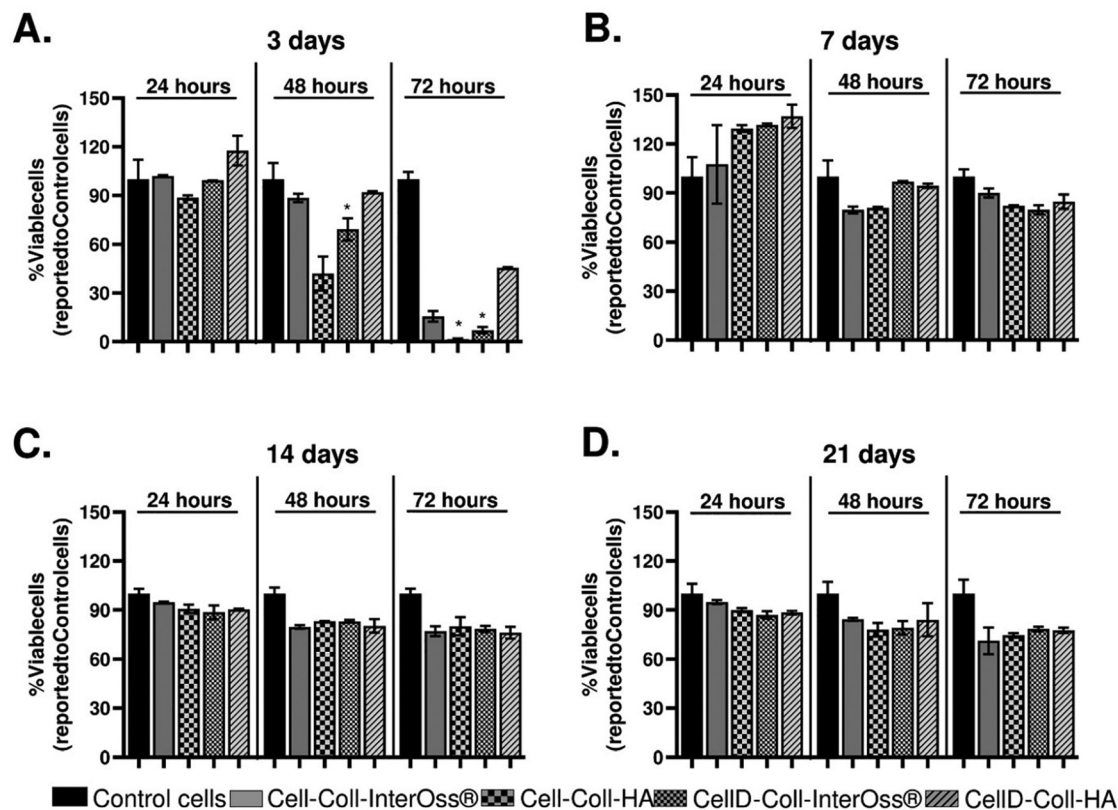 A.
3 days
24 hours 48 hours 72 hours
150
120
90
60
30
0
%Viablecells
(reportedtoControlcells)
*
* *
B.
7 days
24 hours 48 hours 72 hours
150
120
90
60
30
0
%Viablecells
(reportedtoControlcells)
C.
14 days
24 hours 48 hours 72 hours
150
120
90
60
30
0
%Viablecells
(reportedtoControlcells)
D.
21 days
24 hours 48 hours 72 hours
150
120
90
60
30
0
%Viablecells
(reportedtoControlcells)
Control cells Cell-Coll-InterOss® Cell-Coll-HA CellD-Coll-InterOss® CellD-Coll-HA